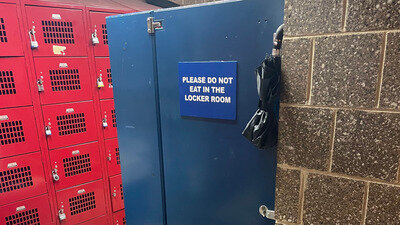 PLEASE DO NOT
EAT IN THE
LOCKER ROOM